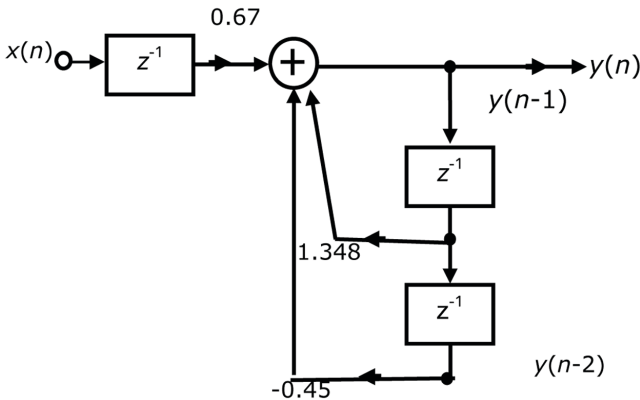 0.67
x(n)
z⁻¹
+
y(n)
y(n-1)
z⁻¹
1.348
z⁻¹
y(n-2)
-0.45